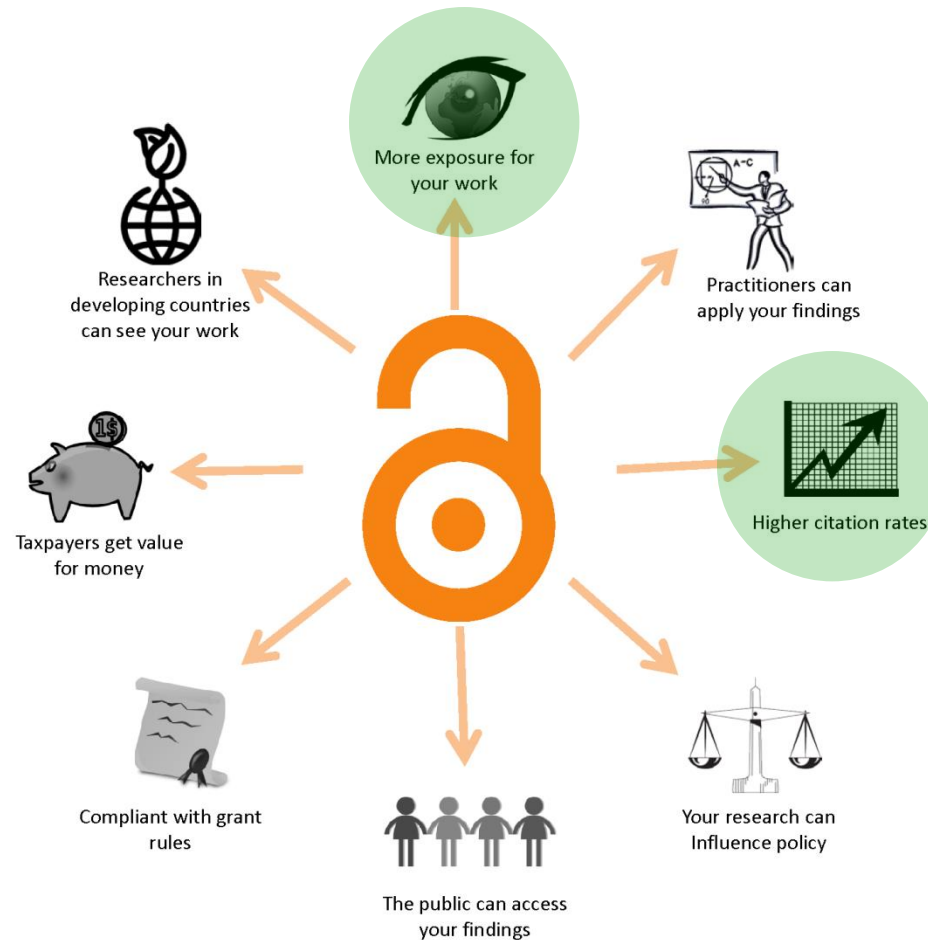 More exposure for
your work
A-C
90
Practitioners can
apply your findings
Higher citation rates
Your research can
Influence policy
The public can access
your findings
Compliant with grant
rules
1$
Taxpayers get value
for money
Researchers in
developing countries
can see your work